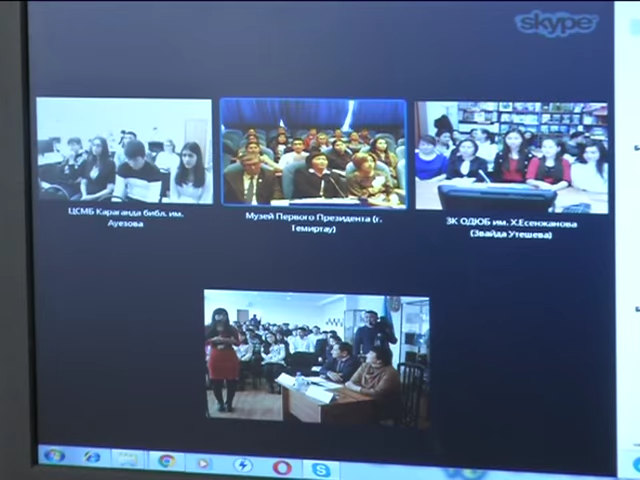 skype
ЦСМБ Караганда библ. им.
Ауезова
Музей Первого Президента (г.
Темиртау)
ЗК ОДЮБ им. Х.Есенжанова
(Звайда Утешева)